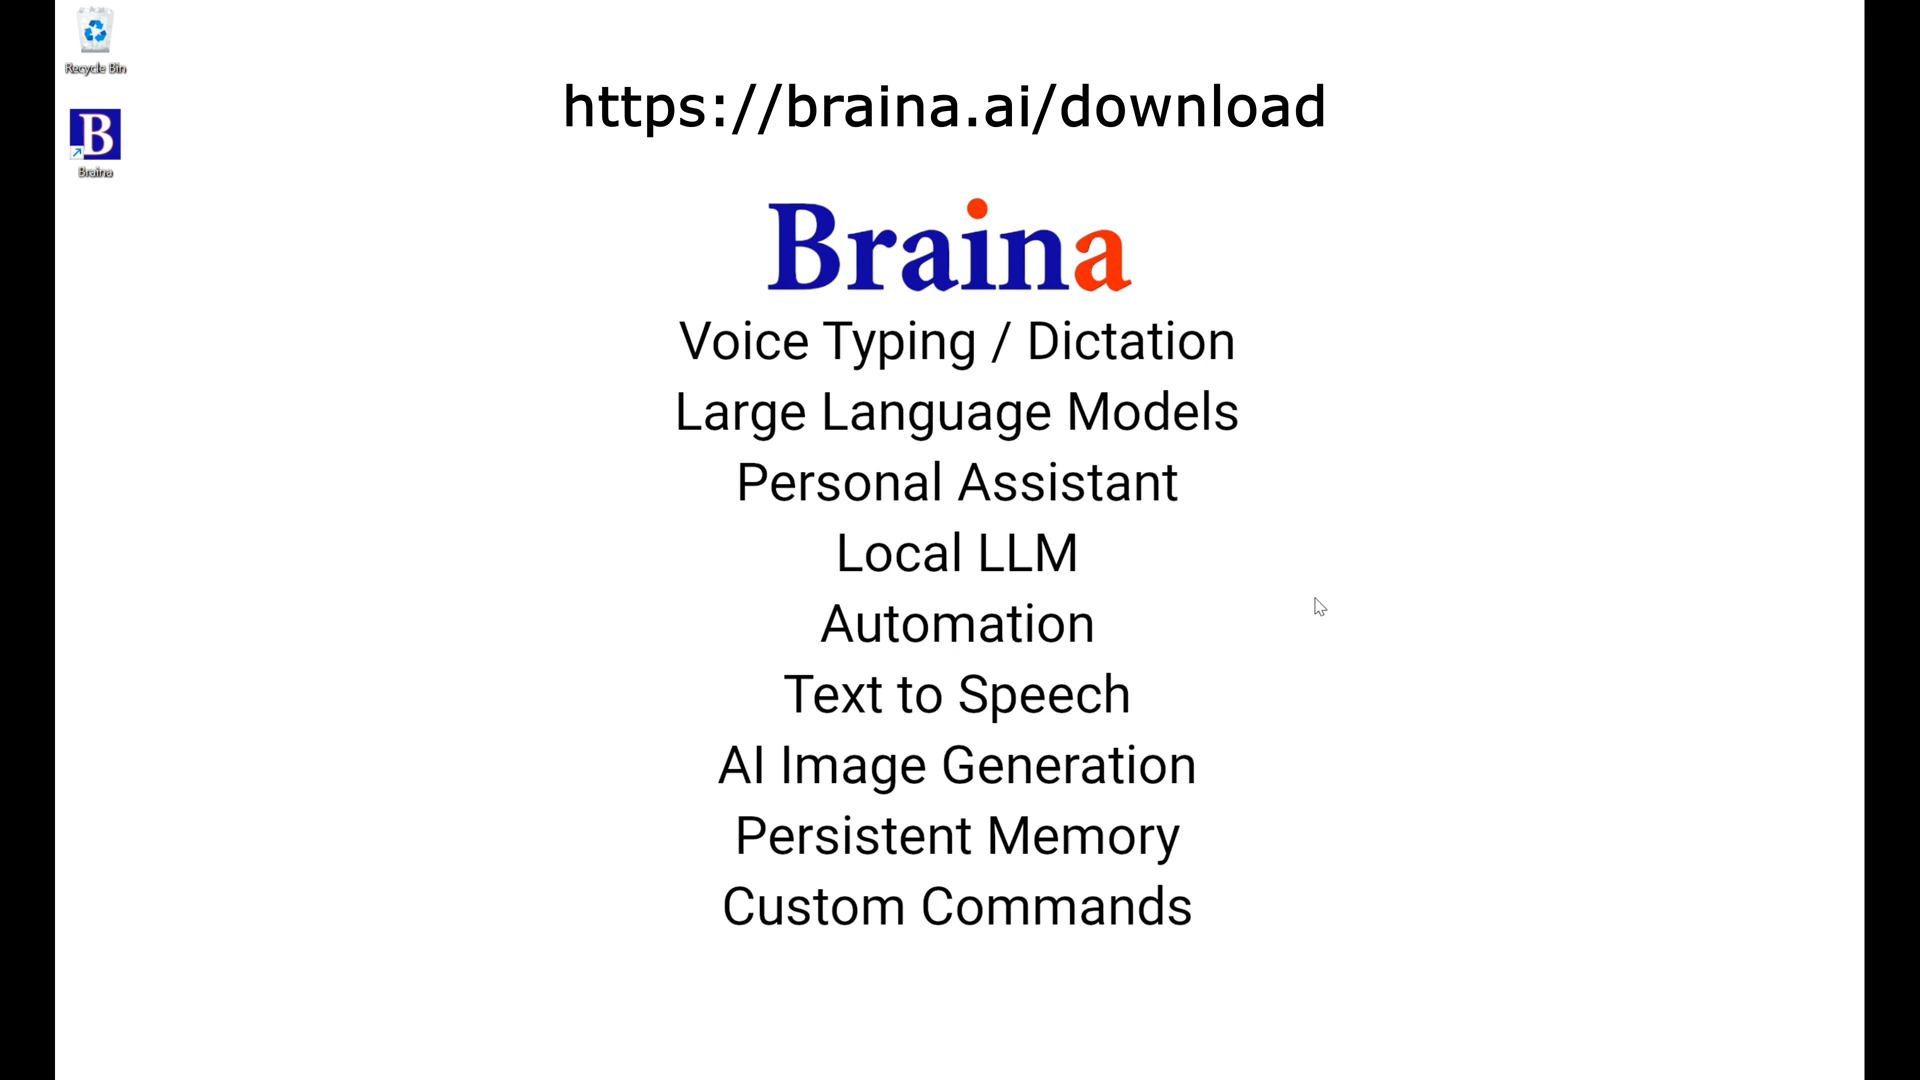 Recycle Bin
B
Braina
https://braina.ai/download
Braina
Voice Typing / Dictation
Large Language Models
Personal Assistant
Local LLM
Automation
Text to Speech
AI Image Generation
Persistent Memory
Custom Commands